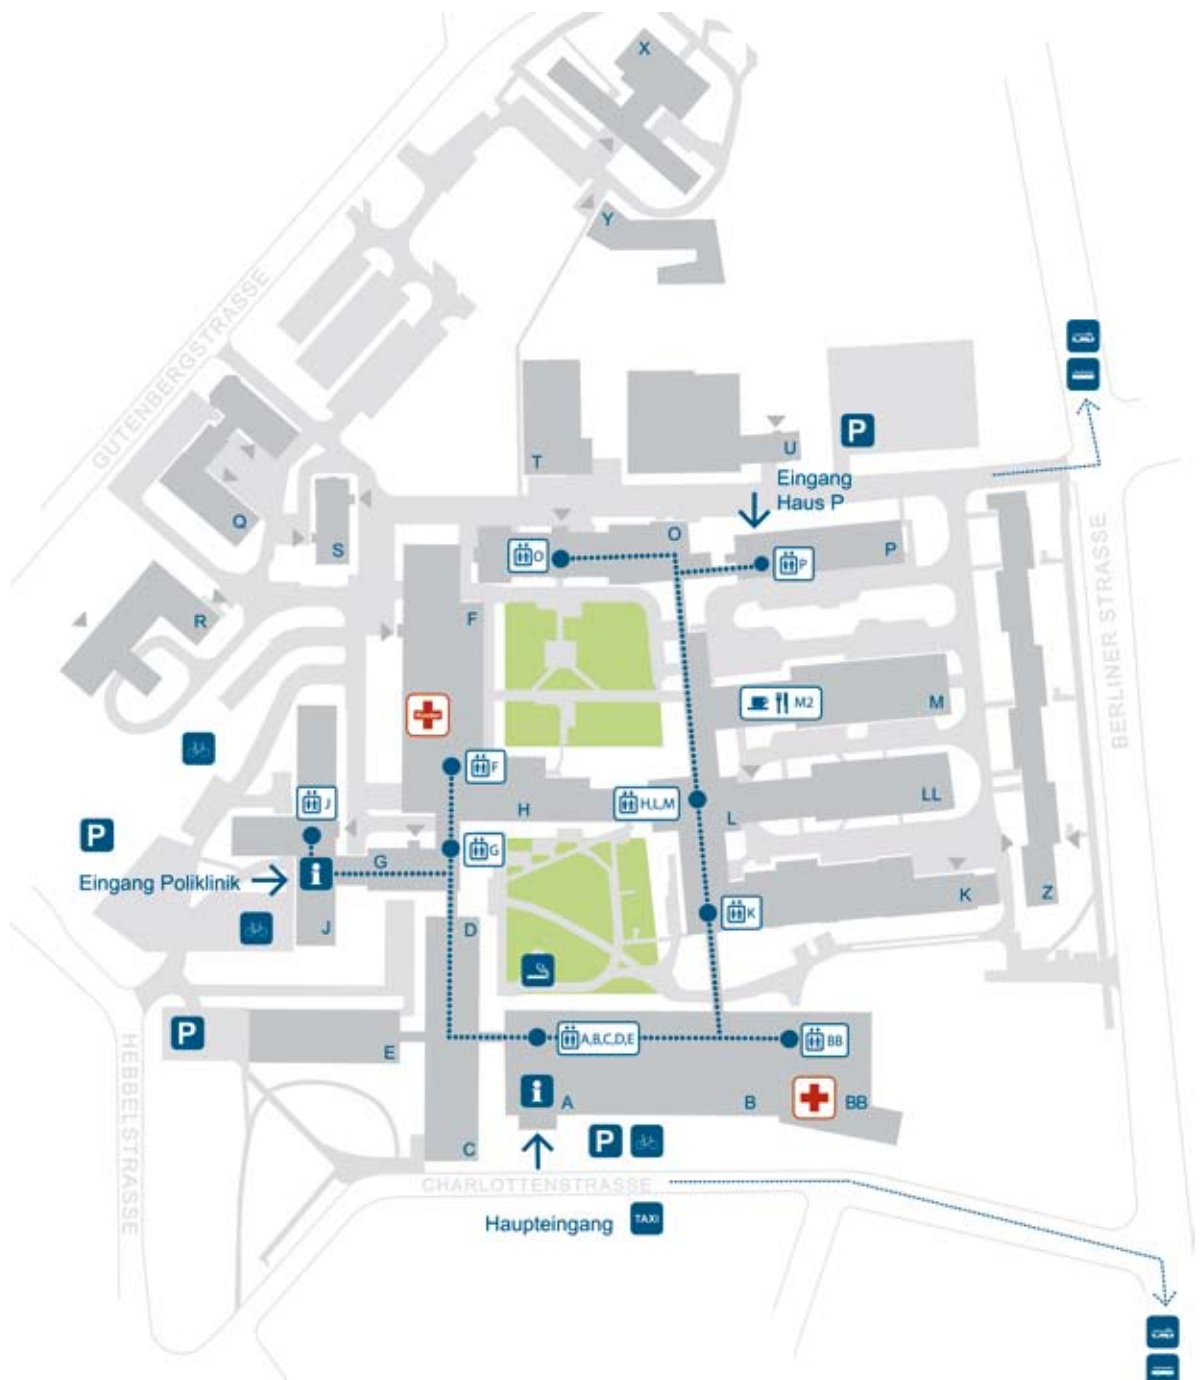 X
Y
GUTENBERGSTRASSE
P
U
T
Eingang
Haus P
Q
S
O
O
P
P
BERLINER STRASSE
R
F
M2
M
F
J
H
H,L,M
L
LL
P
G
G
Eingang Poliklinik
i
K
K
Z
J
D
P
E
A,B,C,D,E
BB
HEBBELSTRASSE
i
A
B
BB
C
P
CHARLOTTENSTRASSE
Haupteingang
TAXI